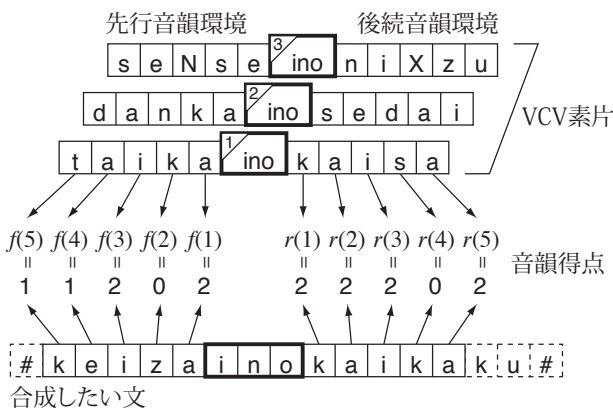 先行音韻環境 後続音韻環境
s e N s e 3 ino n i X z u
d a n k a 2 ino s e d a i
VCV素片
t a i k a 1 ino k a i s a
f(5) f(4) f(3) f(2) f(1) r(1) r(2) r(3) r(4) r(5) 音韻得点
= = = = = = = = = =
1 1 2 0 2 2 2 2 0 2
# k e i z a i n o k a i k a k u #
合成したい文